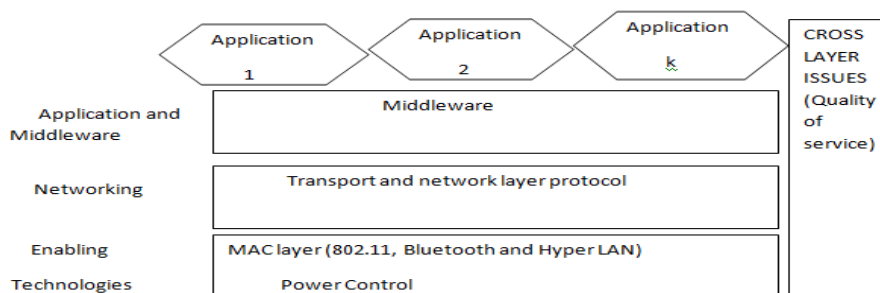 Application
1
Application
2
Application
k
CROSS
LAYER
ISSUES
(Quality
of
service)
Application and
Middleware
Middleware
Networking
Transport and network layer protocol
Enabling
Technologies
MAC layer (802.11, Bluetooth and Hyper LAN)
Power Control